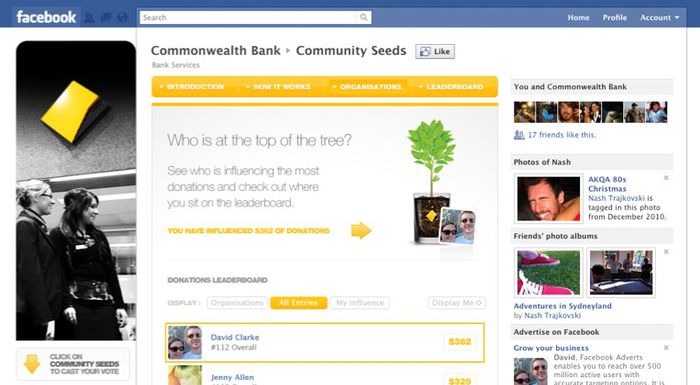 facebook
Search
Home Profile Account
Commonwealth Bank ▸ Community Seeds Like
Bank Services
INTRODUCTION HOW IT WORKS ORGANISATIONS LEADERBOARD
Who is at the top of the tree?
See who is influencing the most
donations and check out where
you sit on the leaderboard.
YOU HAVE INFLUENCED $362 OF DONATIONS
DONATIONS LEADERBOARD
DISPLAY : Organisations All Entries My Influence Display Me
David Clarke
#112 Overall
$362
Jenny Allen
$329
CLICK ON
COMMUNITY SEEDS
TO CAST YOUR VOTE
You and Commonwealth Bank
17 friends like this.
Photos of Nash
AKQA 80s
Christmas
Nash Trajkovski is
tagged in this photo
from December 2010.
Friends' photo albums
Adventures in Sydneyland
by Nash Trajkovski
Advertise on Facebook
Grow your business
David, Facebook Adverts
enables you to reach over 500
million active users with
accurate targeting options. It is